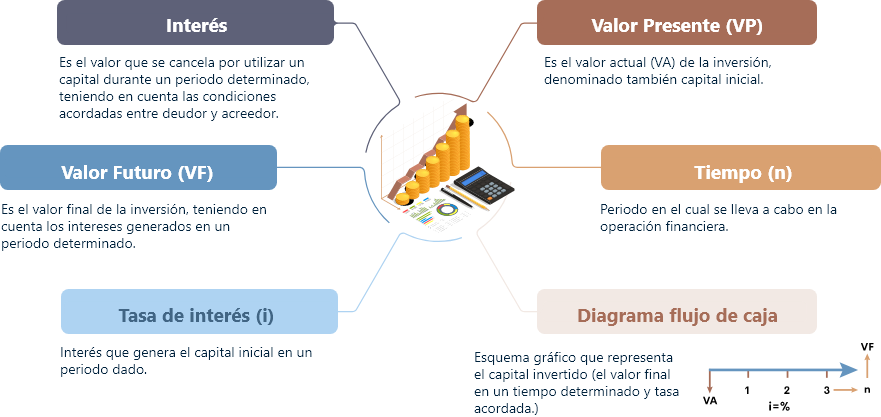 Interés
Es el valor que se cancela por utilizar un
capital durante un periodo determinado,
teniendo en cuenta las condiciones
acordadas entre deudor y acreedor.
Valor Presente (VP)
Es el valor actual (VA) de la inversión,
denominado también capital inicial.
Valor Futuro (VF)
Es el valor final de la inversión, teniendo en
cuenta los intereses generados en un
periodo determinado.
Tiempo (n)
Periodo en el cual se lleva a cabo en la
operación financiera.
Tasa de interés (i)
Interés que genera el capital inicial en un
periodo dado.
Diagrama flujo de caja
Esquema gráfico que representa
el capital invertido (el valor final
en un tiempo determinado y tasa
acordada.)
VF
1 2 3 n
VA
i=%